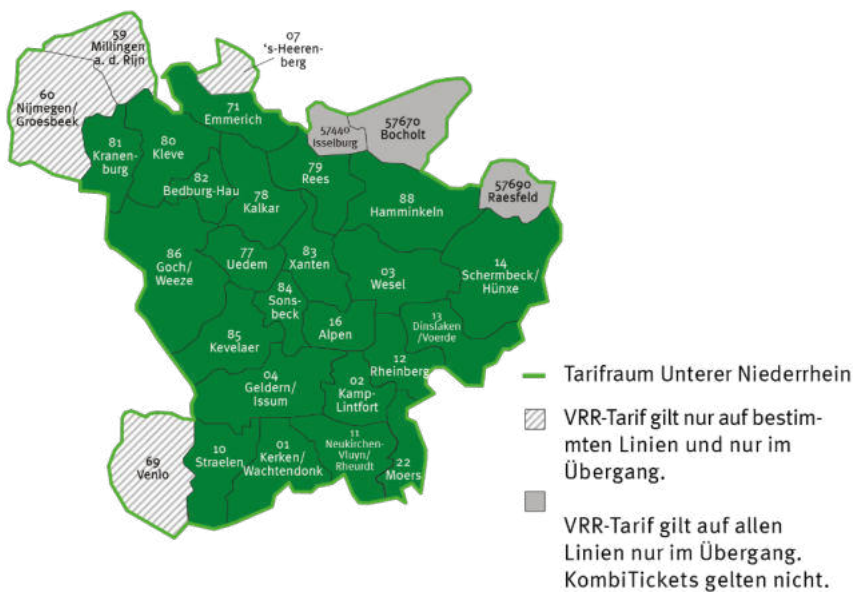 59
Millingen
a. d. Rijn
07
's-Heeren-
berg
60
Nijmegen/
Groesbeek
71
Emmerich
57440
Isselburg
57670
Bocholt
81
Kranen-
burg
80
Kleve
82
Bedburg-Hau
79
Rees
78
Kalkar
88
Hamminkeln
57690
Raesfeld
86
Goch/
Weeze
77
Uedem
83
Xanten
03
Wesel
14
Schermbeck/
Hünxe
84
Sons-
beck
16
Alpen
13
Dinslaken
/Voerde
85
Kevelaer
12
Rheinberg
04
Geldern/
Issum
02
Kamp-
Lintfort
69
Venlo
10
Straelen
01
Kerken/
Wachtendonk
11
Neukirchen-
Vluyn/
Rheurdt
22
Moers
Tarifraum Unterer Niederrhein
VRR-Tarif gilt nur auf bestim-
mten Linien und nur im
Übergang.
VRR-Tarif gilt auf allen
Linien nur im Übergang.
KombiTickets gelten nicht.